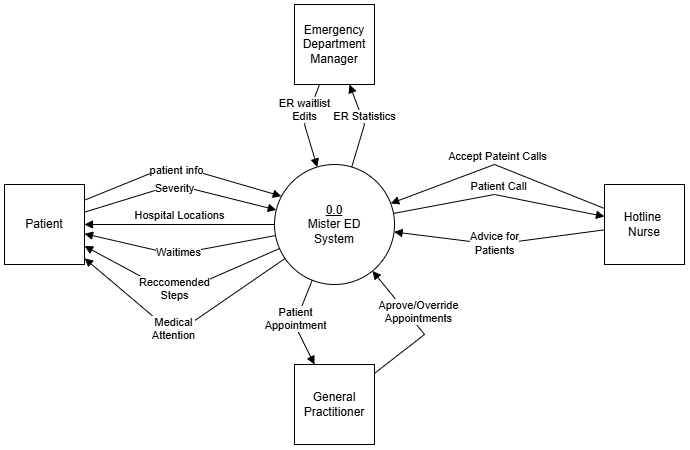 Emergency
Department
Manager
ER waitlist
Edits
ER Statistics
patient info
Severity
Hospital Locations
Waitimes
Reccomended
Steps
Medical
Attention
Patient
0.0
Mister ED
System
Accept Pateint Calls
Patient Call
Advice for
Patients
Hotline
Nurse
Patient
Appointment
Aprove/Override
Appointments
General
Practitioner